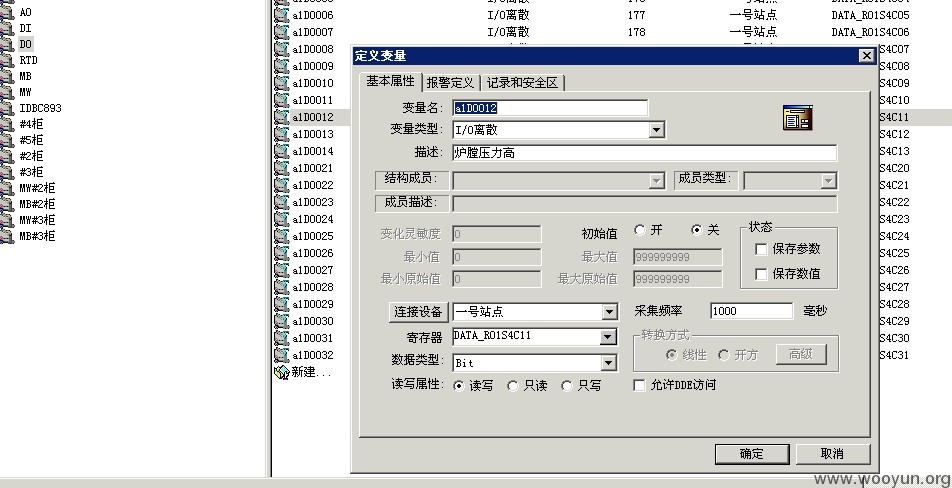 AO
DI
DO
RTD
MB
MW
IDBC893
#4柜
#5柜
#2柜
#3柜
MW#2柜
MB#2柜
MW#3柜
MB#3柜
a1D0006 I/O离散 177 一号站点 DATA_R01S4C05
a1D0007 I/O离散 178 一号站点 DATA_R01S4C06
a1D0008 S4C07
a1D0009 S4C08
a1D0010 S4C09
a1D0011 S4C10
a1D0012 S4C11
a1D0013 S4C12
a1D0014 S4C13
a1D0021 S4C20
a1D0022 S4C21
a1D0023 S4C22
a1D0024 S4C23
a1D0025 S4C24
a1D0026 S4C25
a1D0027 S4C26
a1D0028 S4C27
a1D0029 S4C28
a1D0030 S4C29
a1D0031 S4C30
a1D0032 S4C31
新建...
定义变量
基本属性 报警定义 记录和安全区
变量名: a1D0012
变量类型: I/O离散
描述: 炉膛压力高
结构成员: 成员类型:
成员描述:
变化灵敏度 0 初始值 开 关 状态
保存参数
最小值 0 最大值 999999999
保存数值
最小原始值 0 最大原始值 999999999
连接设备 一号站点 采集频率 1000 毫秒
寄存器 DATA_R01S4C11 转换方式
线性 开方 高级
数据类型: Bit
读写属性: 读写 只读 只写 允许DDE访问
确定 取消
www.wooyun.org